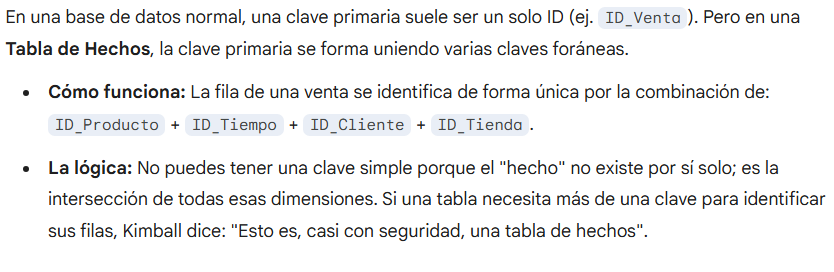 En una base de datos normal, una clave primaria suele ser un solo ID (ej. ID_Venta). Pero en una
Tabla de Hechos, la clave primaria se forma uniendo varias claves foráneas.
• Cómo funciona: La fila de una venta se identifica de forma única por la combinación de:
ID_Producto + ID_Tiempo + ID_Cliente + ID_Tienda.
• La lógica: No puedes tener una clave simple porque el "hecho" no existe por sí solo; es la
intersección de todas esas dimensiones. Si una tabla necesita más de una clave para identificar
sus filas, Kimball dice: "Esto es, casi con seguridad, una tabla de hechos".